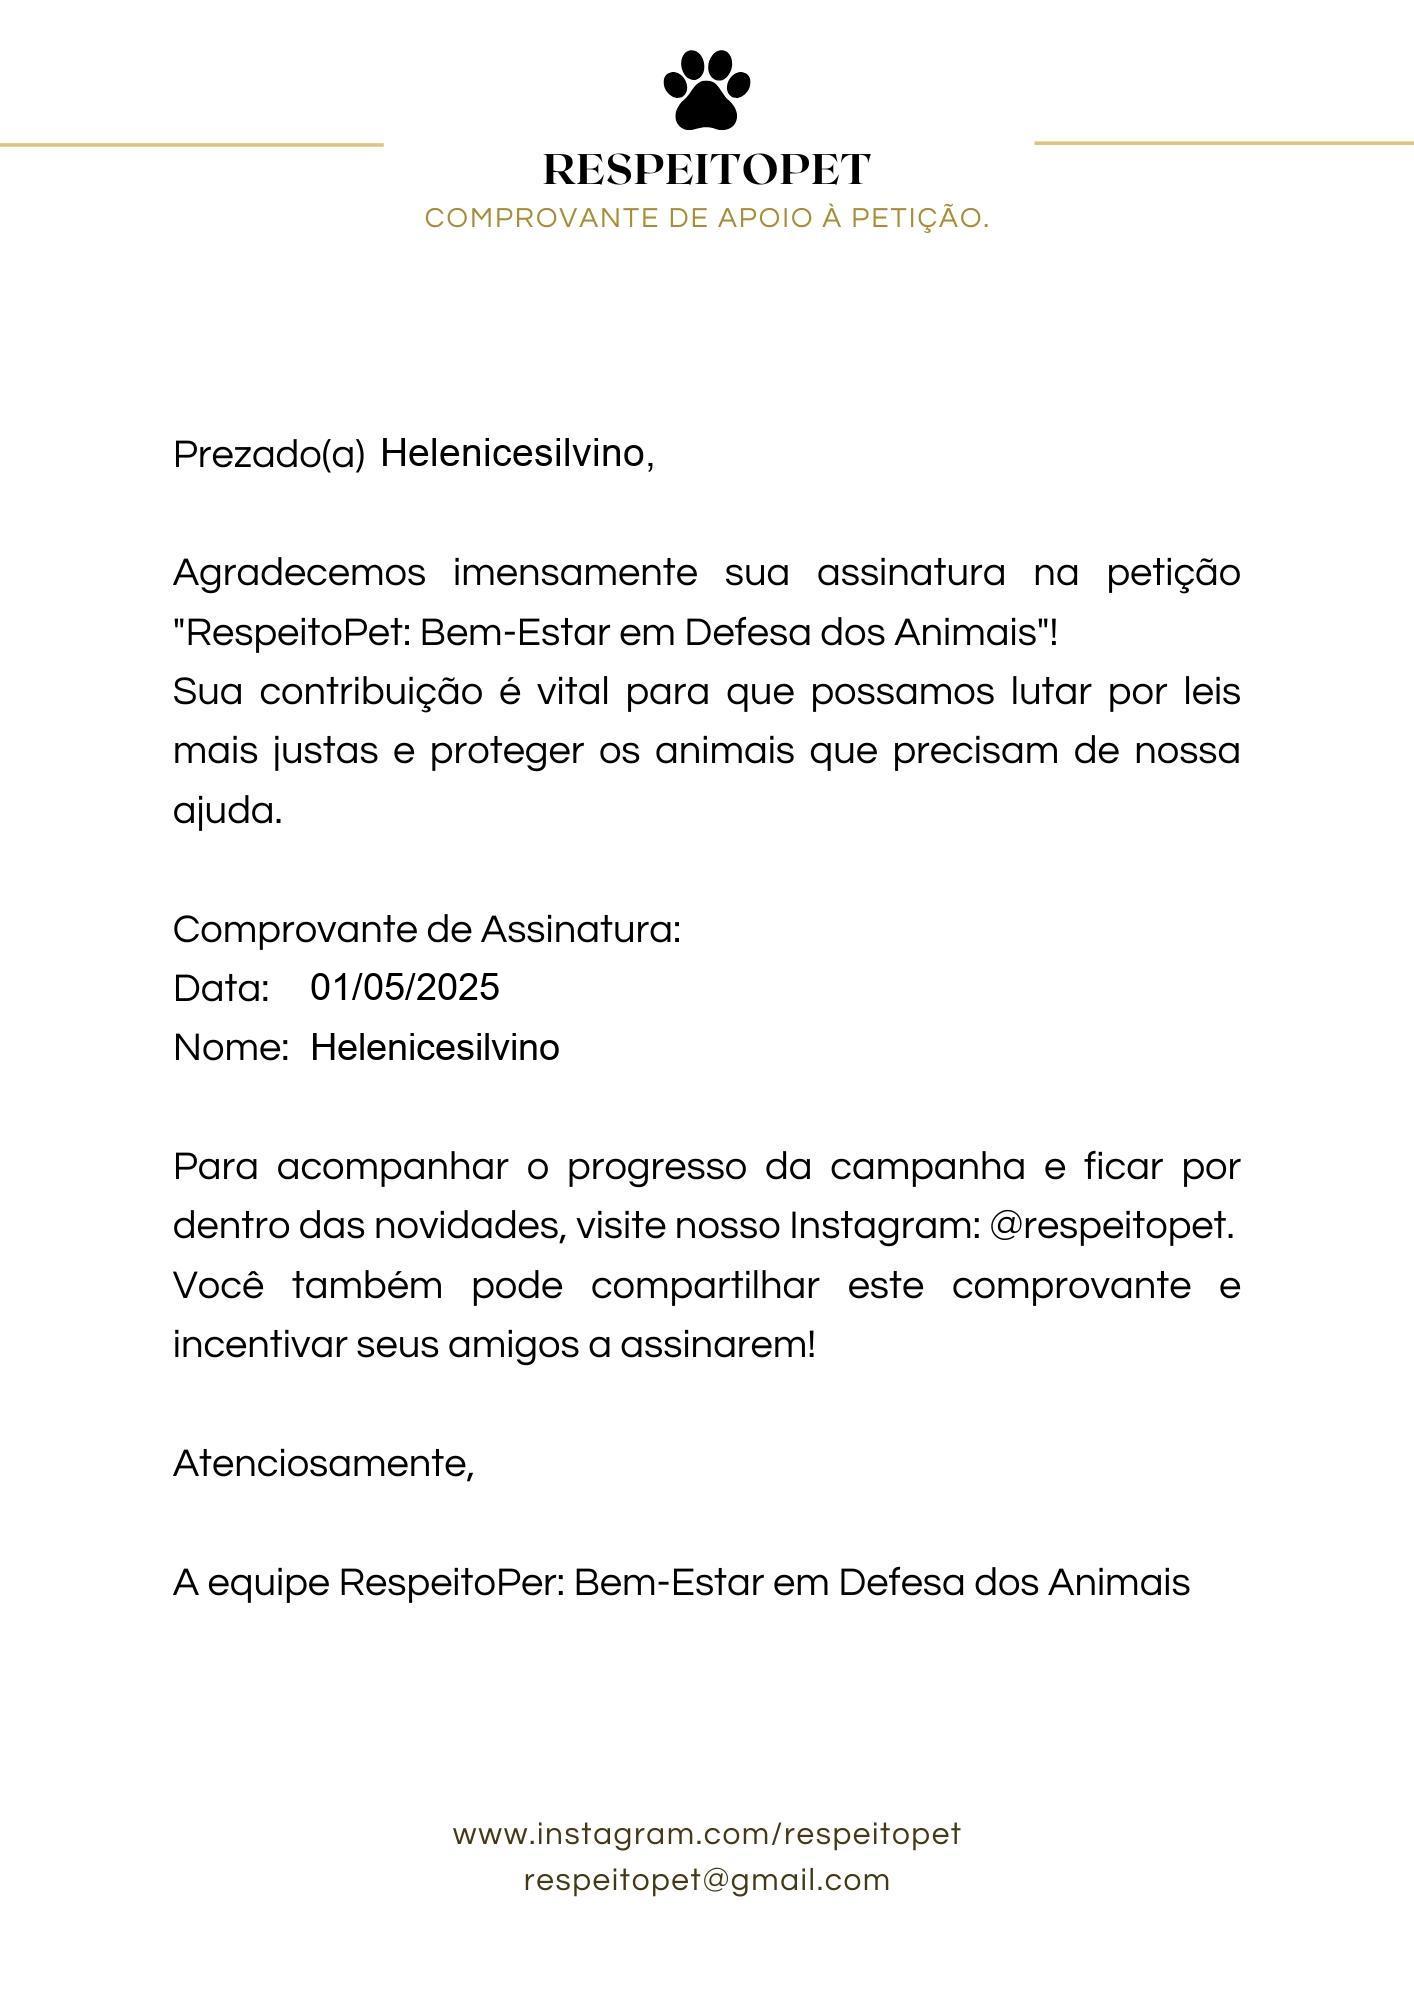 RESPEITOPET
COMPROVANTE DE APOIO À PETIÇÃO.
Prezado(a) Helenicesilvino,
Agradecemos imensamente sua assinatura na petição
"RespeitoPet: Bem-Estar em Defesa dos Animais"!
Sua contribuição é vital para que possamos lutar por leis
mais justas e proteger os animais que precisam de nossa
ajuda.
Comprovante de Assinatura:
Data: 01/05/2025
Nome: Helenicesilvino
Para acompanhar o progresso da campanha e ficar por
dentro das novidades, visite nosso Instagram: @respeitopet.
Você também pode compartilhar este comprovante e
incentivar seus amigos a assinarem!
Atenciosamente,
A equipe RespeitoPer: Bem-Estar em Defesa dos Animais
www.instagram.com/respeitopet
respeitopet@gmail.com